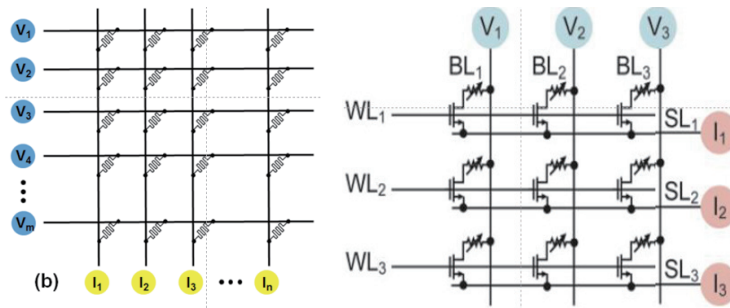 V1
V2
V3
V4
Vm
(b)
I1 I2 I3 ••• In
V1 V2 V3
BL1 BL2 BL3
WL1
SL1
I1
WL2
SL2
I2
WL3
SL3
I3